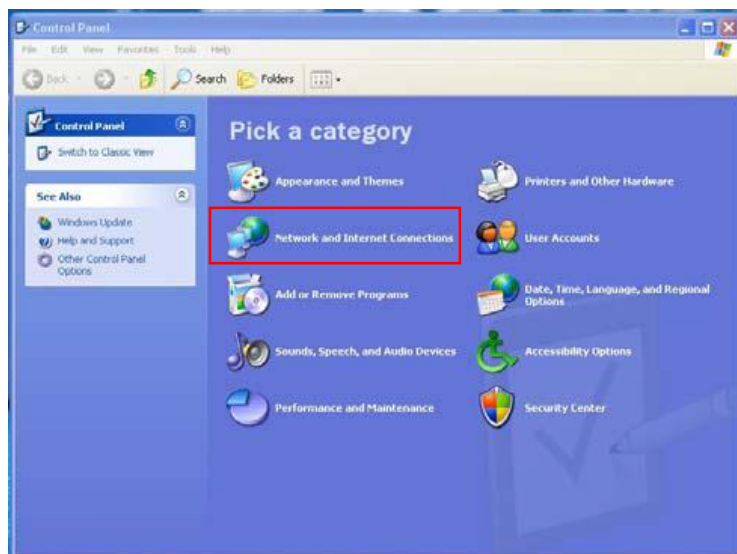 Control Panel
File Edit View Favorites Tools Help
Back Search Folders
Control Panel
Switch to Classic View
See Also
Windows Update
Help and Support
Other Control Panel
Options
Pick a category
Appearance and Themes
Printers and Other Hardware
Network and Internet Connections
User Accounts
Add or Remove Programs
Date, Time, Language, and Regional
Options
Sounds, Speech, and Audio Devices
Accessibility Options
Performance and Maintenance
Security Center